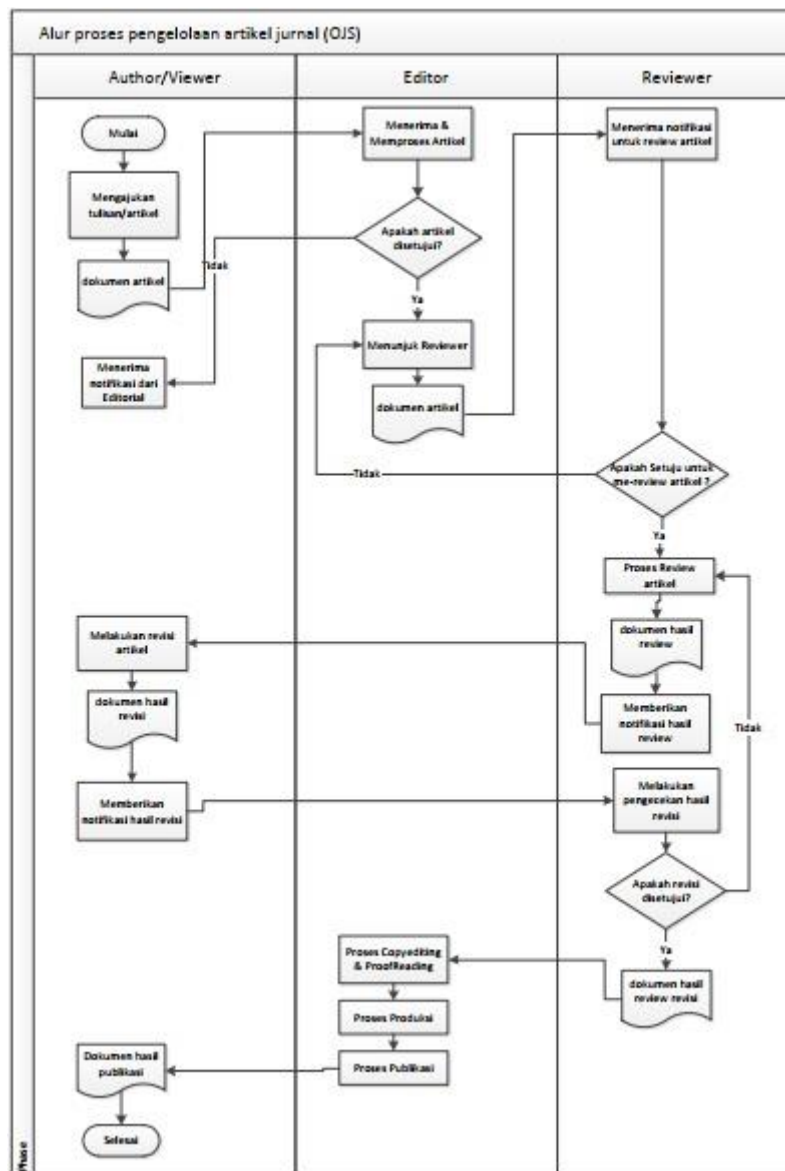 Alur proses pengelolaan artikel jurnal (OJS)
Author/Viewer
Editor
Reviewer
Mulai
Mengajukan
tulisan/artikel
dokumen artikel
Menerima &
Memproses Artikel
Apakah artikel
disetujui?
Tidak
Ya
Menerima
notifikasi dari
Editorial
Menunjuk Reviewer
dokumen artikel
Menerima notifikasi
untuk review artikel
Apakah Setuju untuk
me-review artikel ?
Tidak
Ya
Proses Review
artikel
dokumen hasil
review
Memberikan
notifikasi hasil
review
Melakukan revisi
artikel
dokumen hasil
revisi
Memberikan
notifikasi hasil revisi
Melakukan
pengecekan hasil
revisi
Apakah revisi
disetujui?
Tidak
Ya
dokumen hasil
review revisi
Proses Copyediting
& ProofReading
Proses Produksi
Proses Publikasi
Dokumen hasil
publikasi
Selesai
Phase